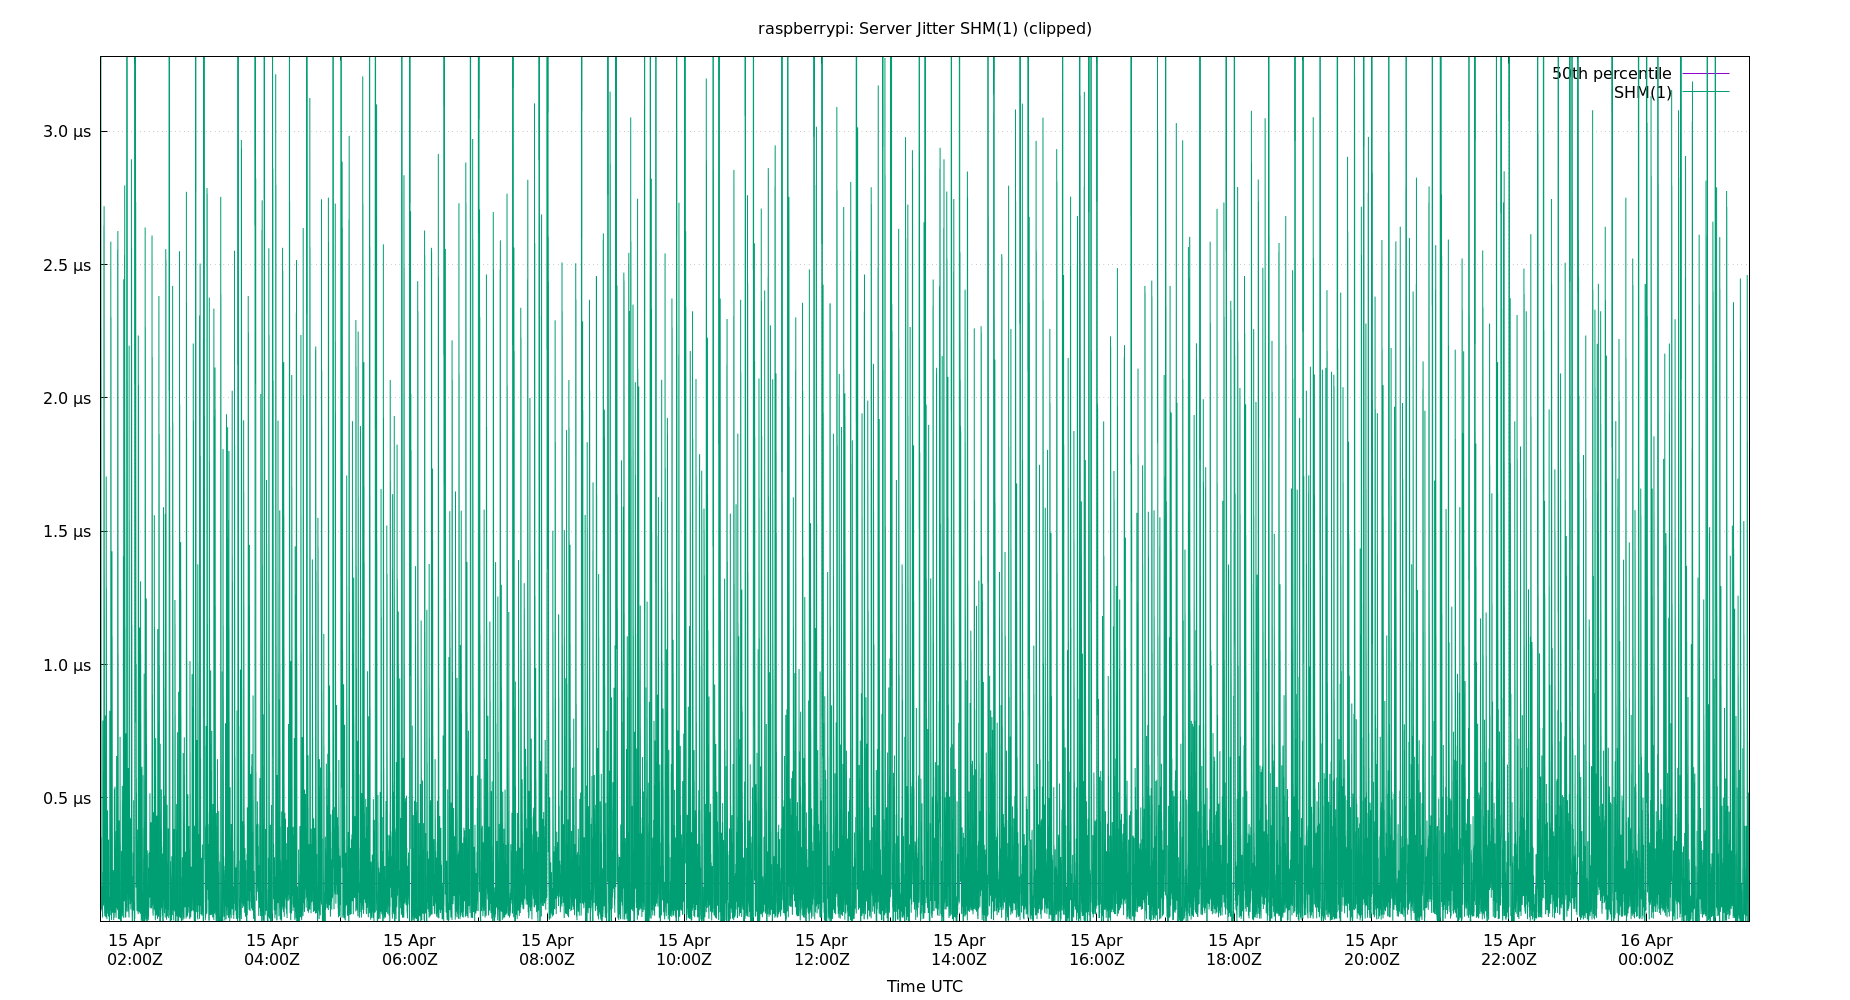 raspberrypi: Server Jitter SHM(1) (clipped)
50th percentile
SHM(1)
3.0 µs
2.5 µs
2.0 µs
1.5 µs
1.0 µs
0.5 µs
15 Apr 15 Apr 15 Apr 15 Apr 15 Apr 15 Apr 15 Apr 15 Apr 15 Apr 15 Apr 15 Apr 16 Apr
02:00Z 04:00Z 06:00Z 08:00Z 10:00Z 12:00Z 14:00Z 16:00Z 18:00Z 20:00Z 22:00Z 00:00Z
Time UTC